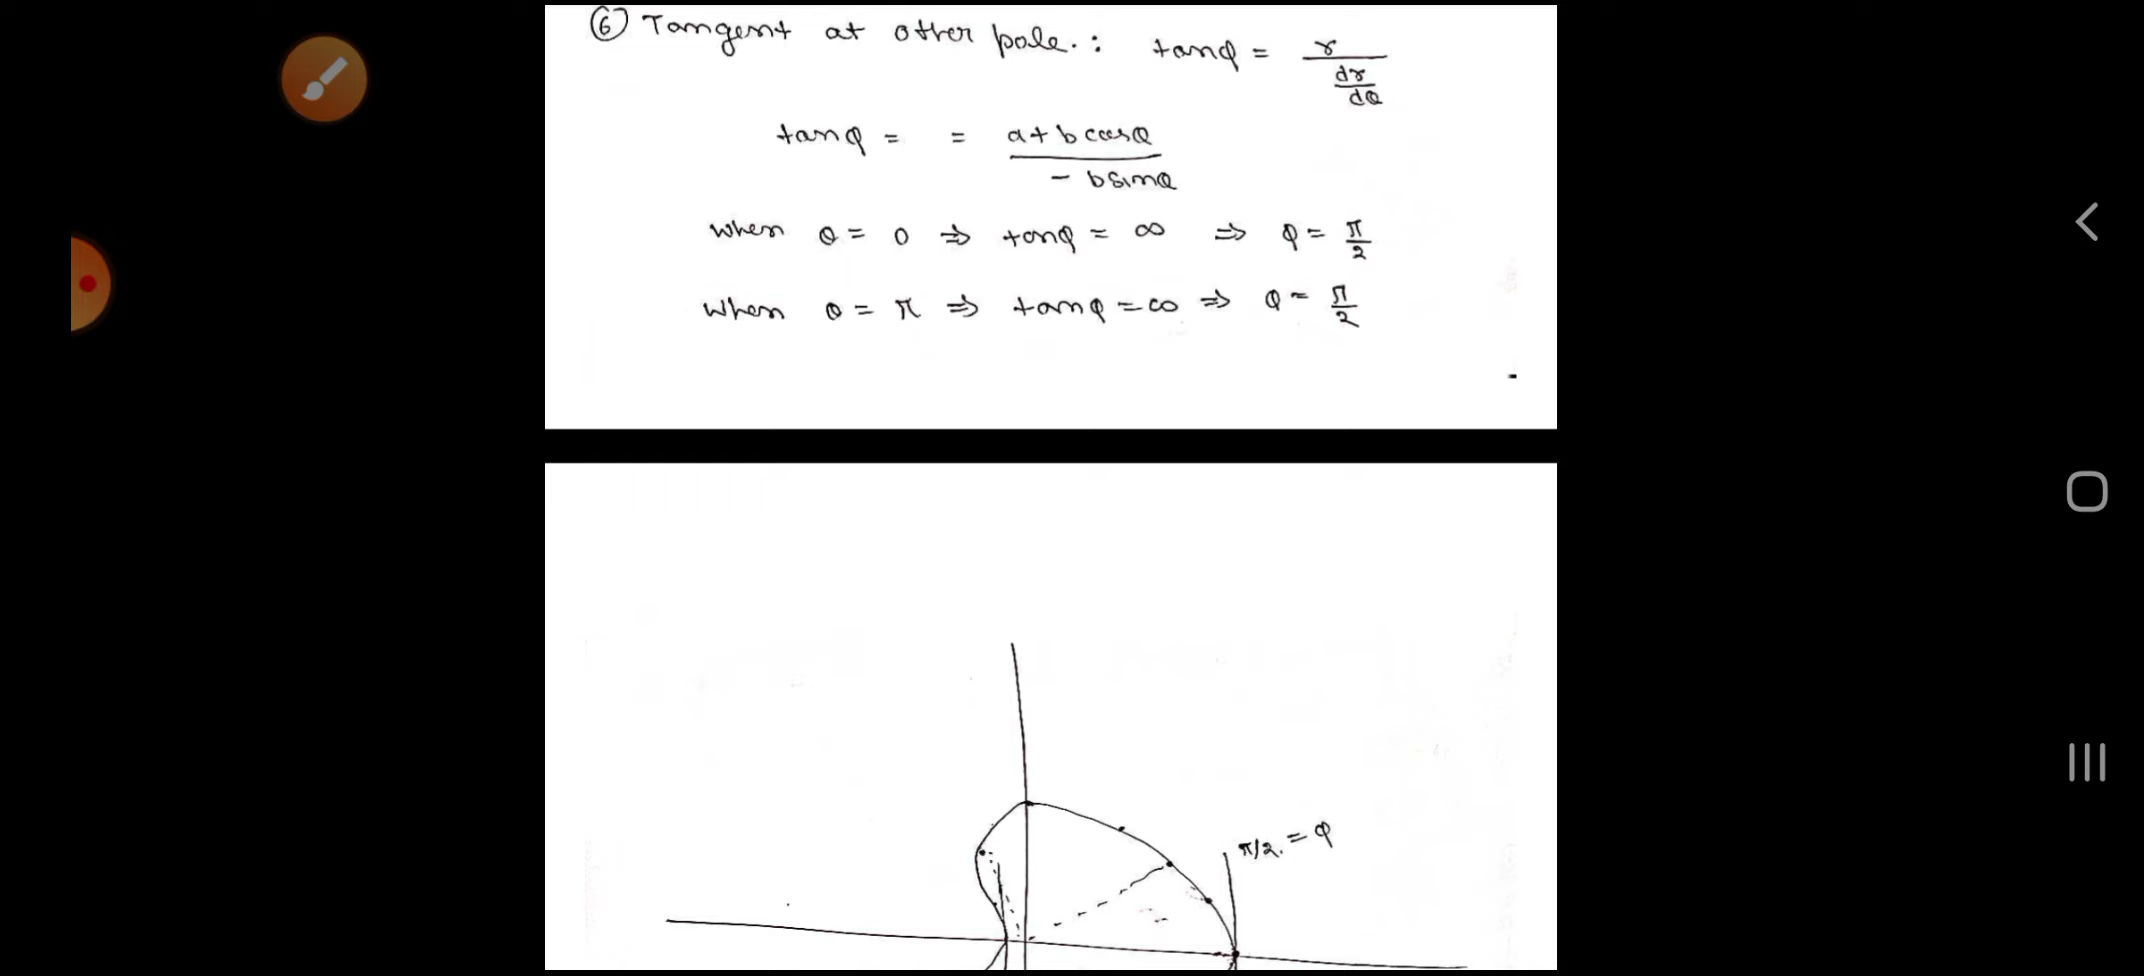 ⑥ Tangent at other pole. : tanφ = r / (dr/dθ)
tanφ = = a + b cosθ / - b sinθ
when θ = 0 ⇒ tanφ = ∞ ⇒ φ = π/2
when θ = π ⇒ tanφ = ∞ ⇒ φ = π/2
π/2. = φ